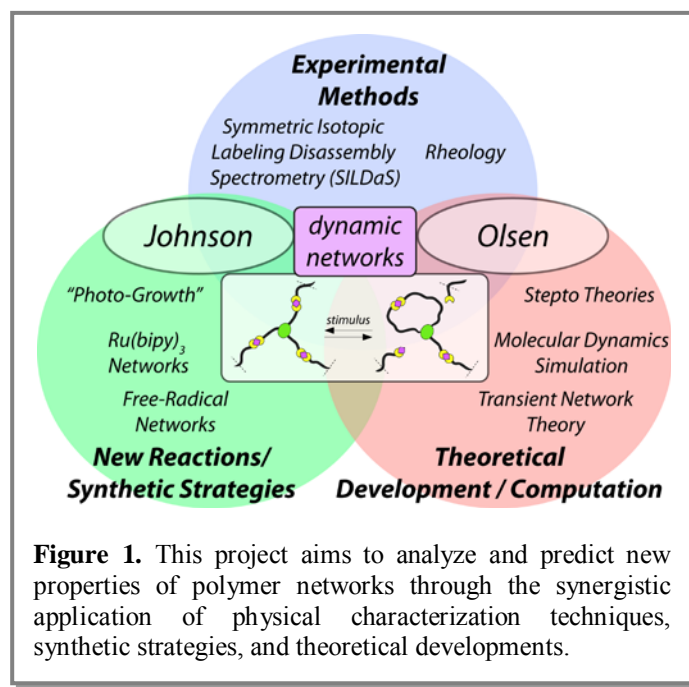 Experimental
Methods
Symmetric Isotopic
Labeling Disassembly
Spectrometry (SILDaS)
Rheology
Johnson
dynamic
networks
Olsen
"Photo-Growth"
Ru(bipy)₃
Networks
Free-Radical
Networks
stimulus
Stepto Theories
Molecular Dynamics
Simulation
Transient Network
Theory
New Reactions/
Synthetic Strategies
Theoretical
Development / Computation
Figure 1. This project aims to analyze and predict new
properties of polymer networks through the synergistic
application of physical characterization techniques,
synthetic strategies, and theoretical developments.